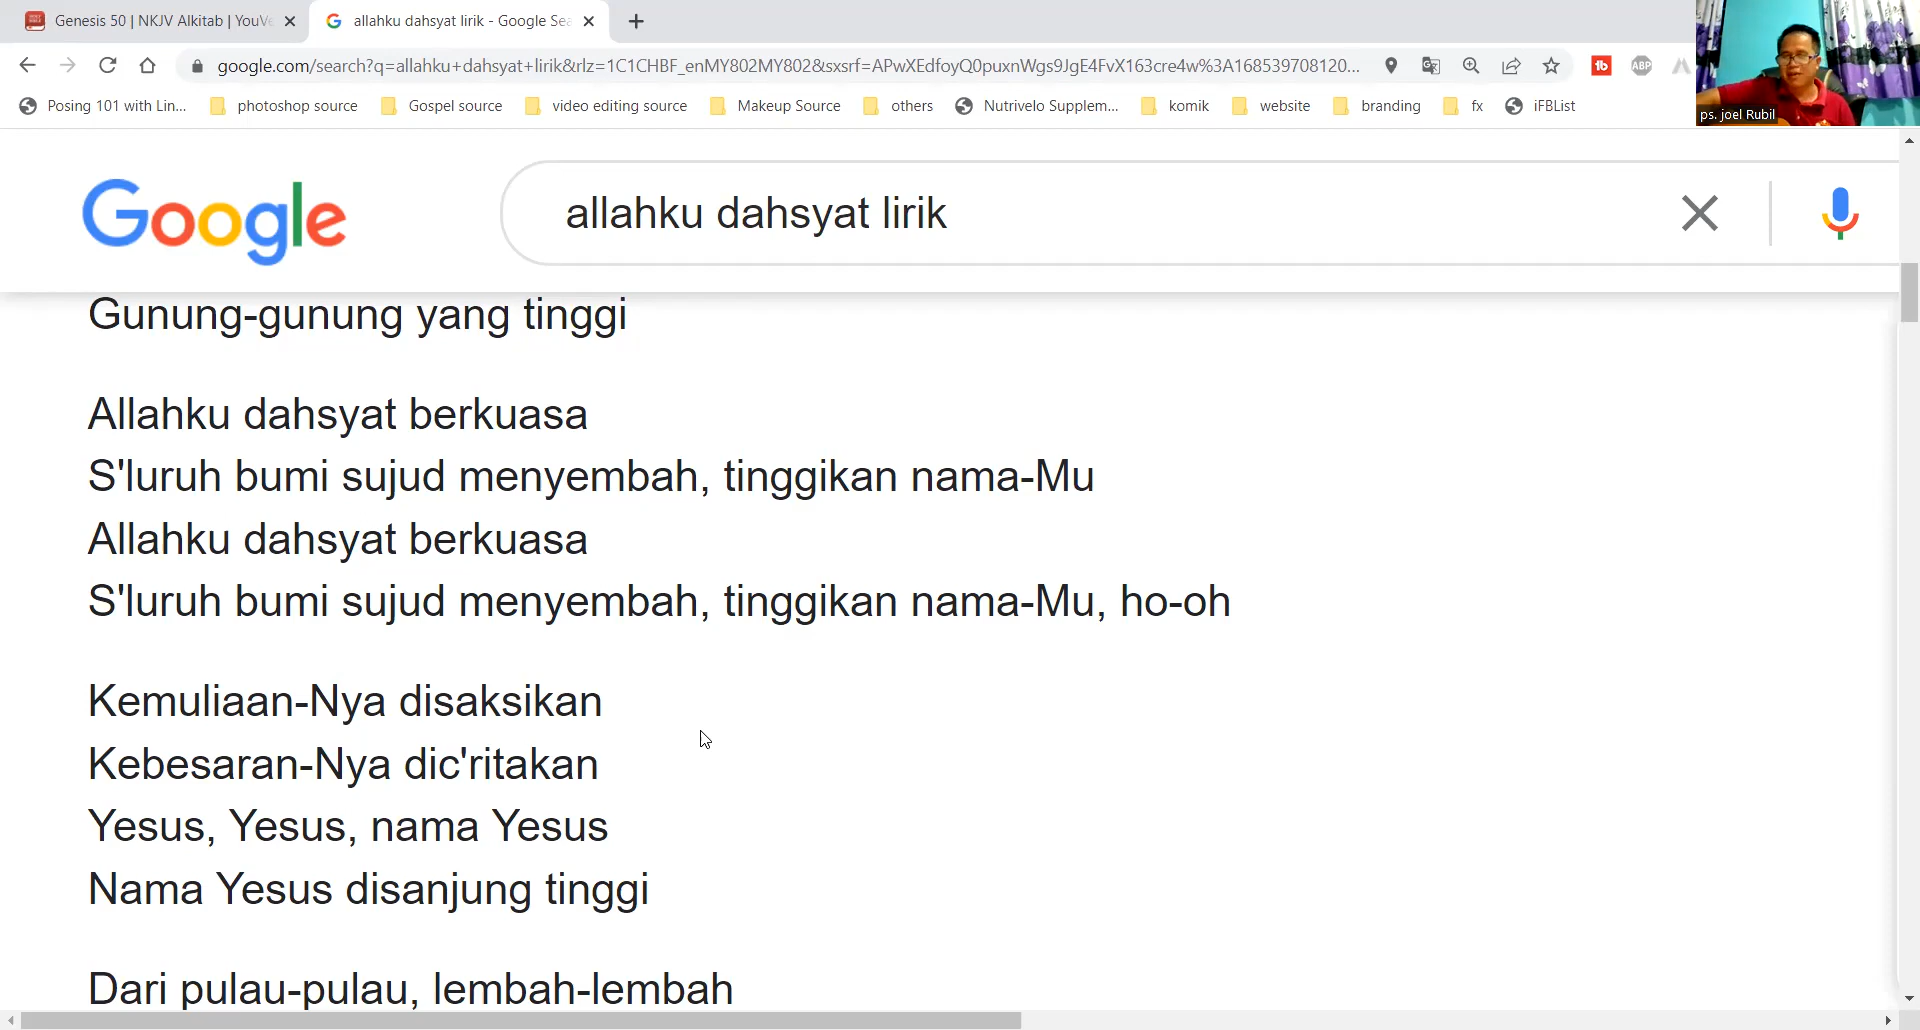 Genesis 50 | NKJV Alkitab | YouVe
allahku dahsyat lirik - Google Sea
google.com/search?q=allahku+dahsyat+lirik&rlz=1C1CHBF_enMY802MY802&sxsrf=APwXEdfoyQ0puxnWgs9JgE4FvX163cre4w%3A168539708120...
1b
ABP
Posing 101 with Lin...
photoshop source
Gospel source
video editing source
Makeup Source
others
Nutrivelo Supplem...
komik
website
branding
fx
iFBList
ps. joel Rubil
Google
allahku dahsyat lirik
Gunung-gunung yang tinggi
Allahku dahsyat berkuasa
S'luruh bumi sujud menyembah, tinggikan nama-Mu
Allahku dahsyat berkuasa
S'luruh bumi sujud menyembah, tinggikan nama-Mu, ho-oh
Kemuliaan-Nya disaksikan
Kebesaran-Nya dic'ritakan
Yesus, Yesus, nama Yesus
Nama Yesus disanjung tinggi
Dari pulau-pulau, lembah-lembah